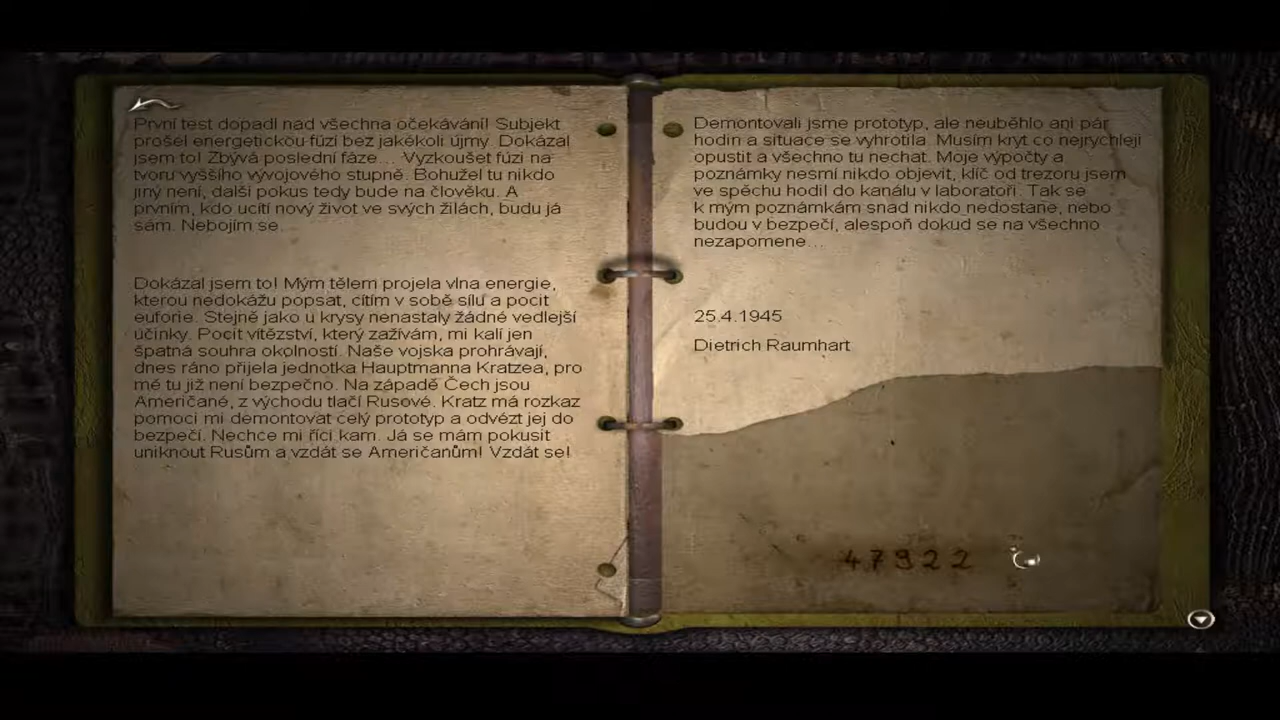 První test dopadl nad všechna očekávání! Subjekt
prošel energetickou fúzí bez jakékoli újmy. Dokázal
jsem to! Zbývá poslední fáze... Vyzkoušet fúzi na
tvoru vyššího vývojového stupně. Bohužel tu nikdo
jiný není, další pokus tedy bude na člověku. A
prvním, kdo ucítí nový život ve svých žilách, budu já
sám. Nebojím se.
Dokázal jsem to! Mým tělem projela vlna energie,
kterou nedokážu popsat, cítím v sobě sílu a pocit
euforie. Stejně jako u krysy nenastaly žádné vedlejší
účinky. Pocit vítězství, který zažívám, mi kalí jen
špatná souhra okolností. Naše vojska prohrávají,
dnes ráno přijela jednotka Hauptmanna Kratzea, pro
mě tu již není bezpečno. Na západě Čech jsou
Američané, z východu tlačí Rusové. Kratz má rozkaz
pomoci mi demontovat celý prototyp a odvézt jej do
bezpečí. Nechce mi říci kam. Já se mám pokusit
uniknout Rusům a vzdát se Američanům! Vzdát se!
Demontovali jsme prototyp, ale neuběhlo ani pár
hodin a situace se vyhrotila. Musím kryt co nejrychleji
opustit a všechno tu nechat. Moje výpočty a
poznámky nesmí nikdo objevit, klíč od trezoru jsem
ve spěchu hodil do kanálu v laboratoři. Tak se
k mým poznámkám snad nikdo nedostane, nebo
budou v bezpečí, alespoň dokud se na všechno
nezapomene...
25.4.1945
Dietrich Raumhart
47922